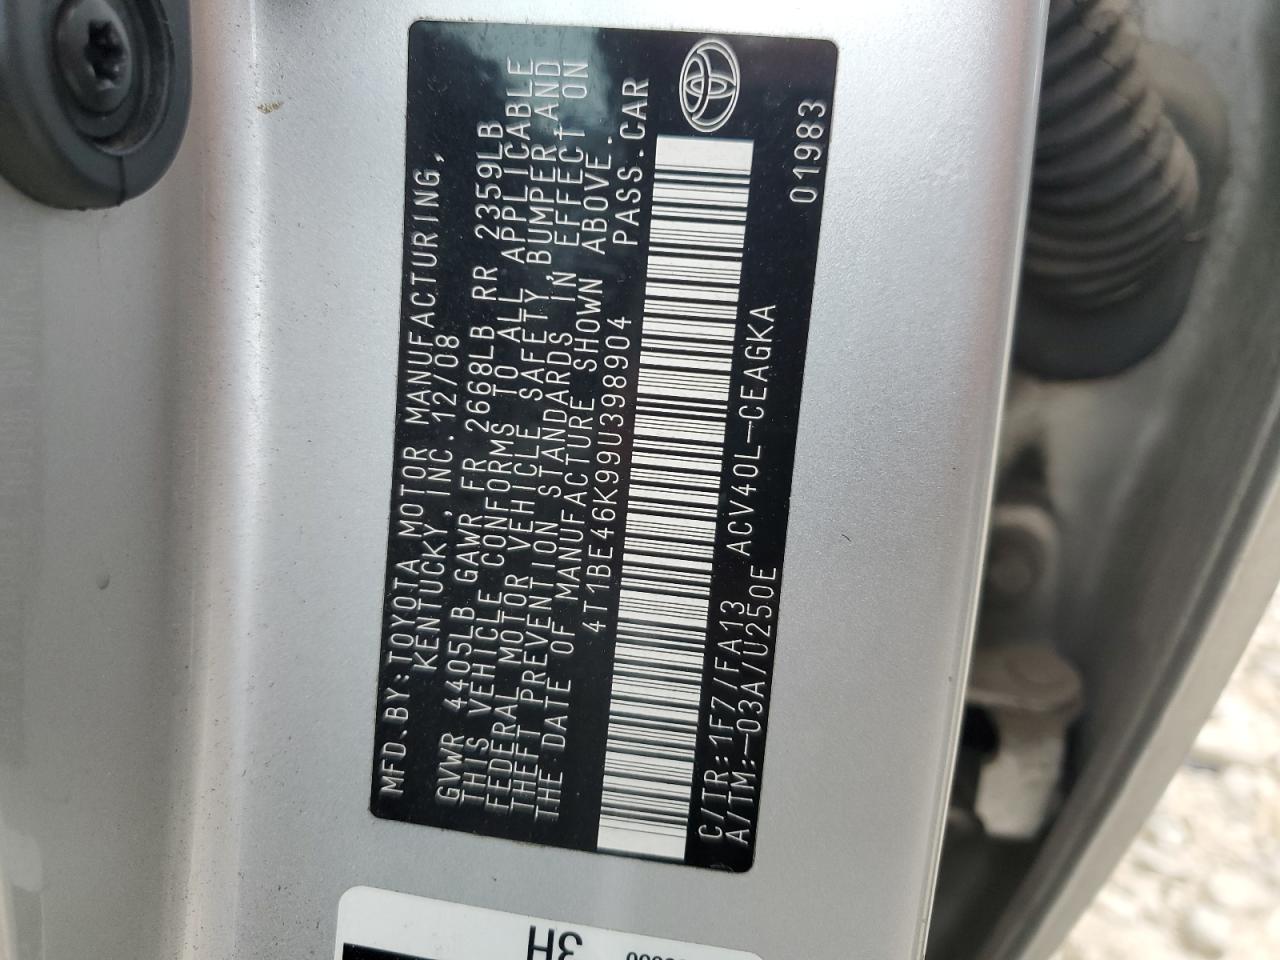 MFD.BY:TOYOTA MOTOR MANUFACTURING,
KENTUCKY,INC.12/08
GVWR 4405LB GAWR FR 2668LB RR 2359LB
THIS VEHICLE CONFORMS TO ALL APPLICABLE
FEDERAL MOTOR VEHICLE SAFETY,BUMPER,AND
THEFT PREVENTION STANDARDS IN EFFECT ON
THE DATE OF MANUFACTURE SHOWN ABOVE.
4T1BE46K99U398904 PASS.CAR
C/TR:1F7/FA13 ACV40L-CEAGKA
A/TM:-03A/U250E 01983
3H